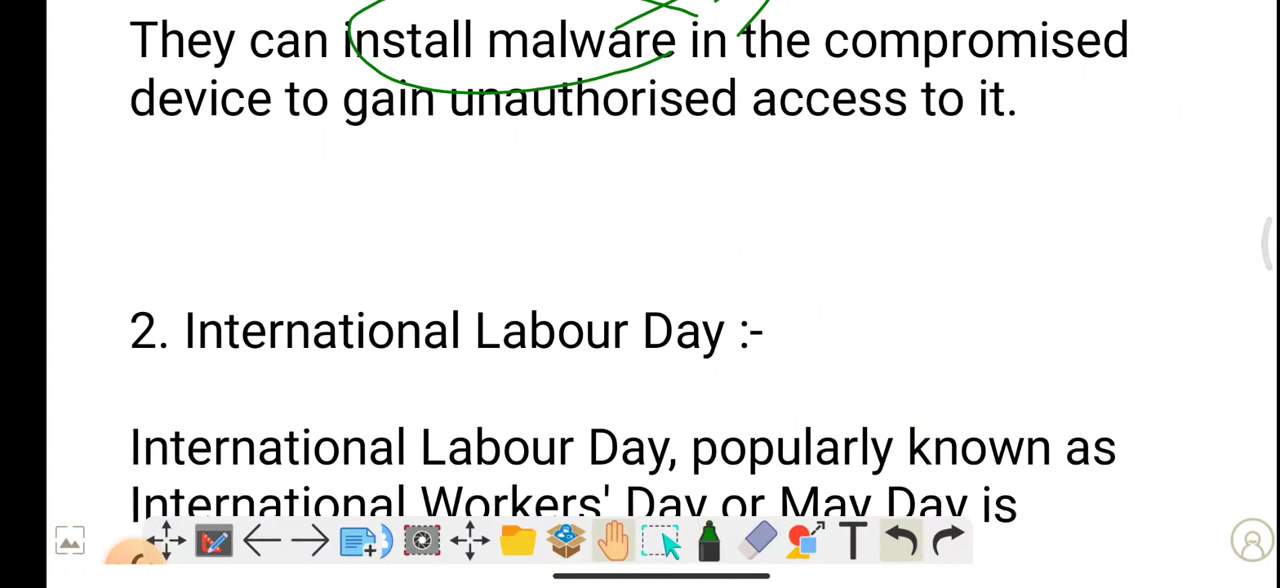 They can install malware in the compromised
device to gain unauthorised access to it.
2. International Labour Day :-
International Labour Day, popularly known as
International Workers' Day or May Day is
T